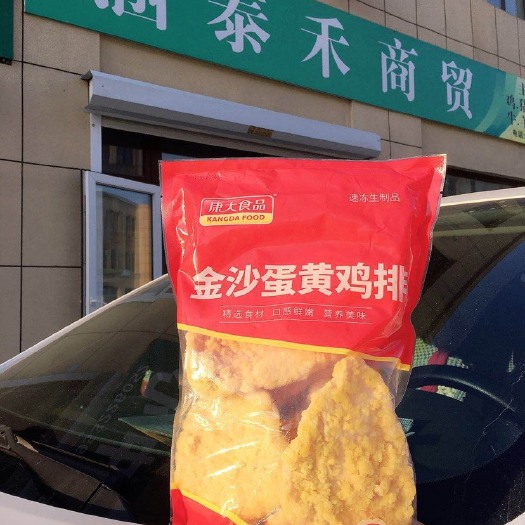 泰禾商贸
康大食品
KANGDA FOOD
速冻生制品
金沙蛋黄鸡排
精选食材 口感鲜嫩 营养美味